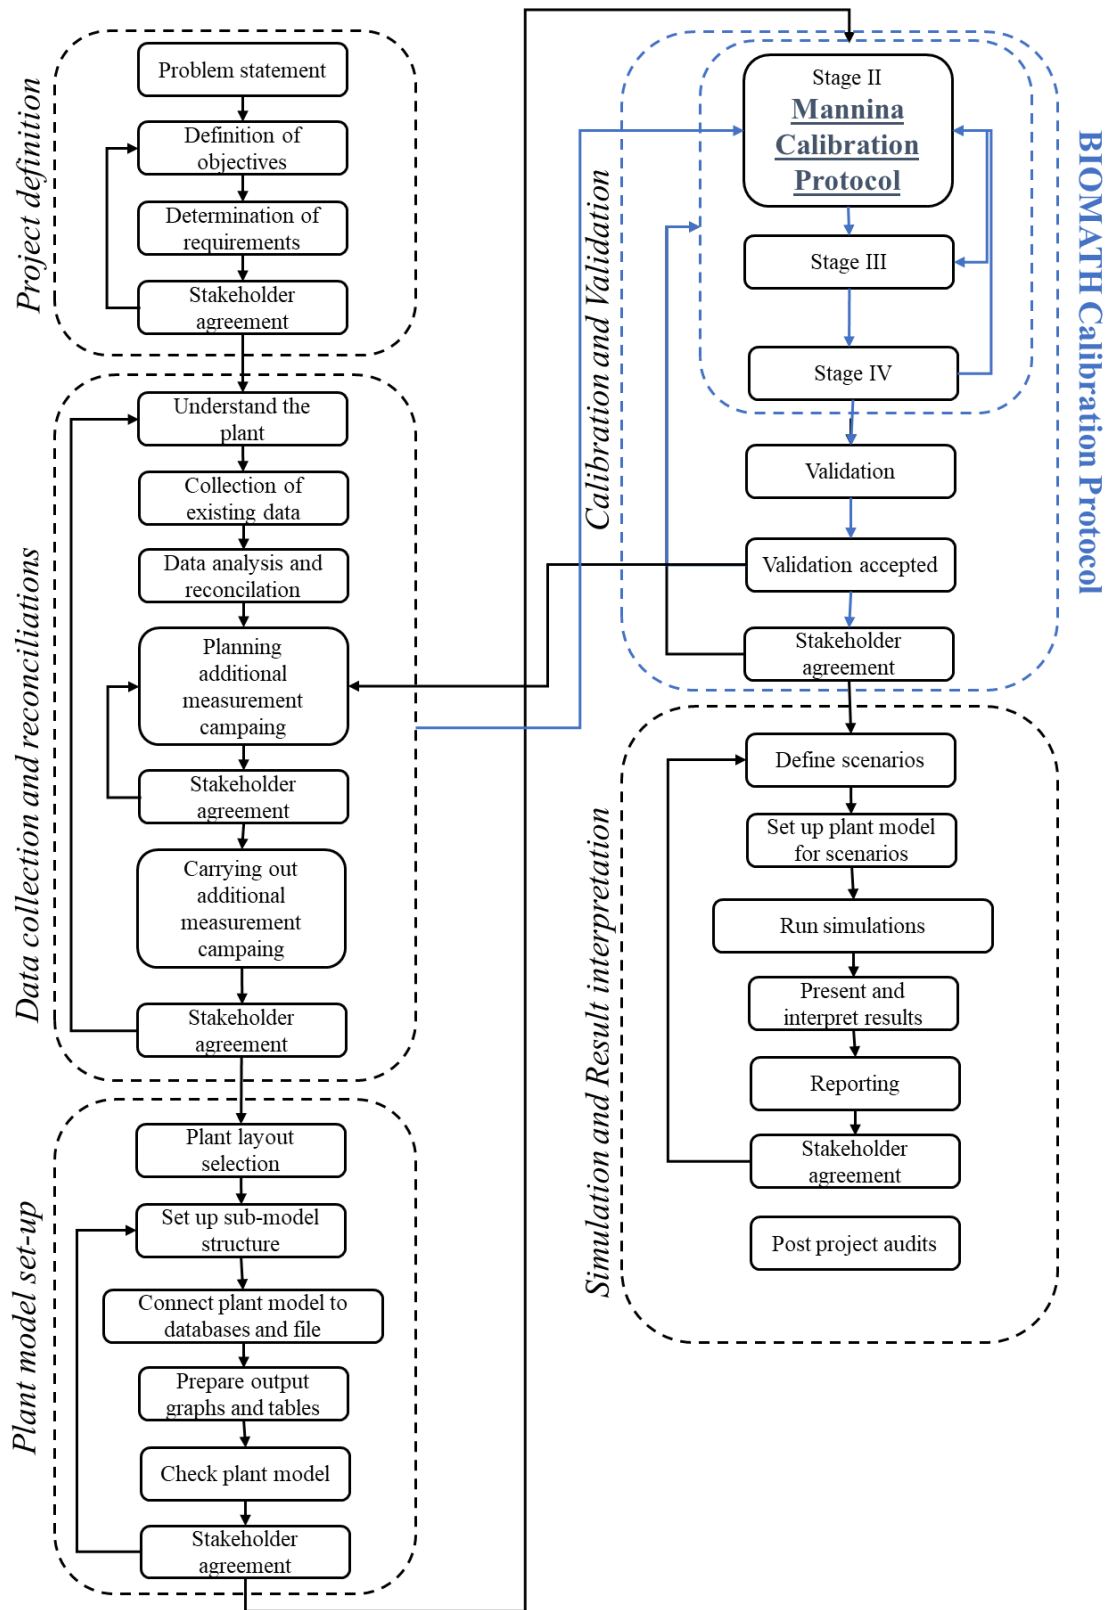 Project definition
Problem statement
Definition of
objectives
Determination of
requirements
Stakeholder
agreement
Data collection and reconciliations
Understand the
plant
Collection of
existing data
Data analysis and
reconcilation
Planning
additional
measurement
campaing
Stakeholder
agreement
Carrying out
additional
measurement
campaing
Stakeholder
agreement
Plant model set-up
Plant layout
selection
Set up sub-model
structure
Connect plant model to
databases and file
Prepare output
graphs and tables
Check plant model
Stakeholder
agreement
Calibration and Validation
BIOMATH Calibration Protocol
Stage II
Mannina
Calibration
Protocol
Stage III
Stage IV
Validation
Validation accepted
Stakeholder
agreement
Simulation and Result interpretation
Define scenarios
Set up plant model
for scenarios
Run simulations
Present and
interpret results
Reporting
Stakeholder
agreement
Post project audits